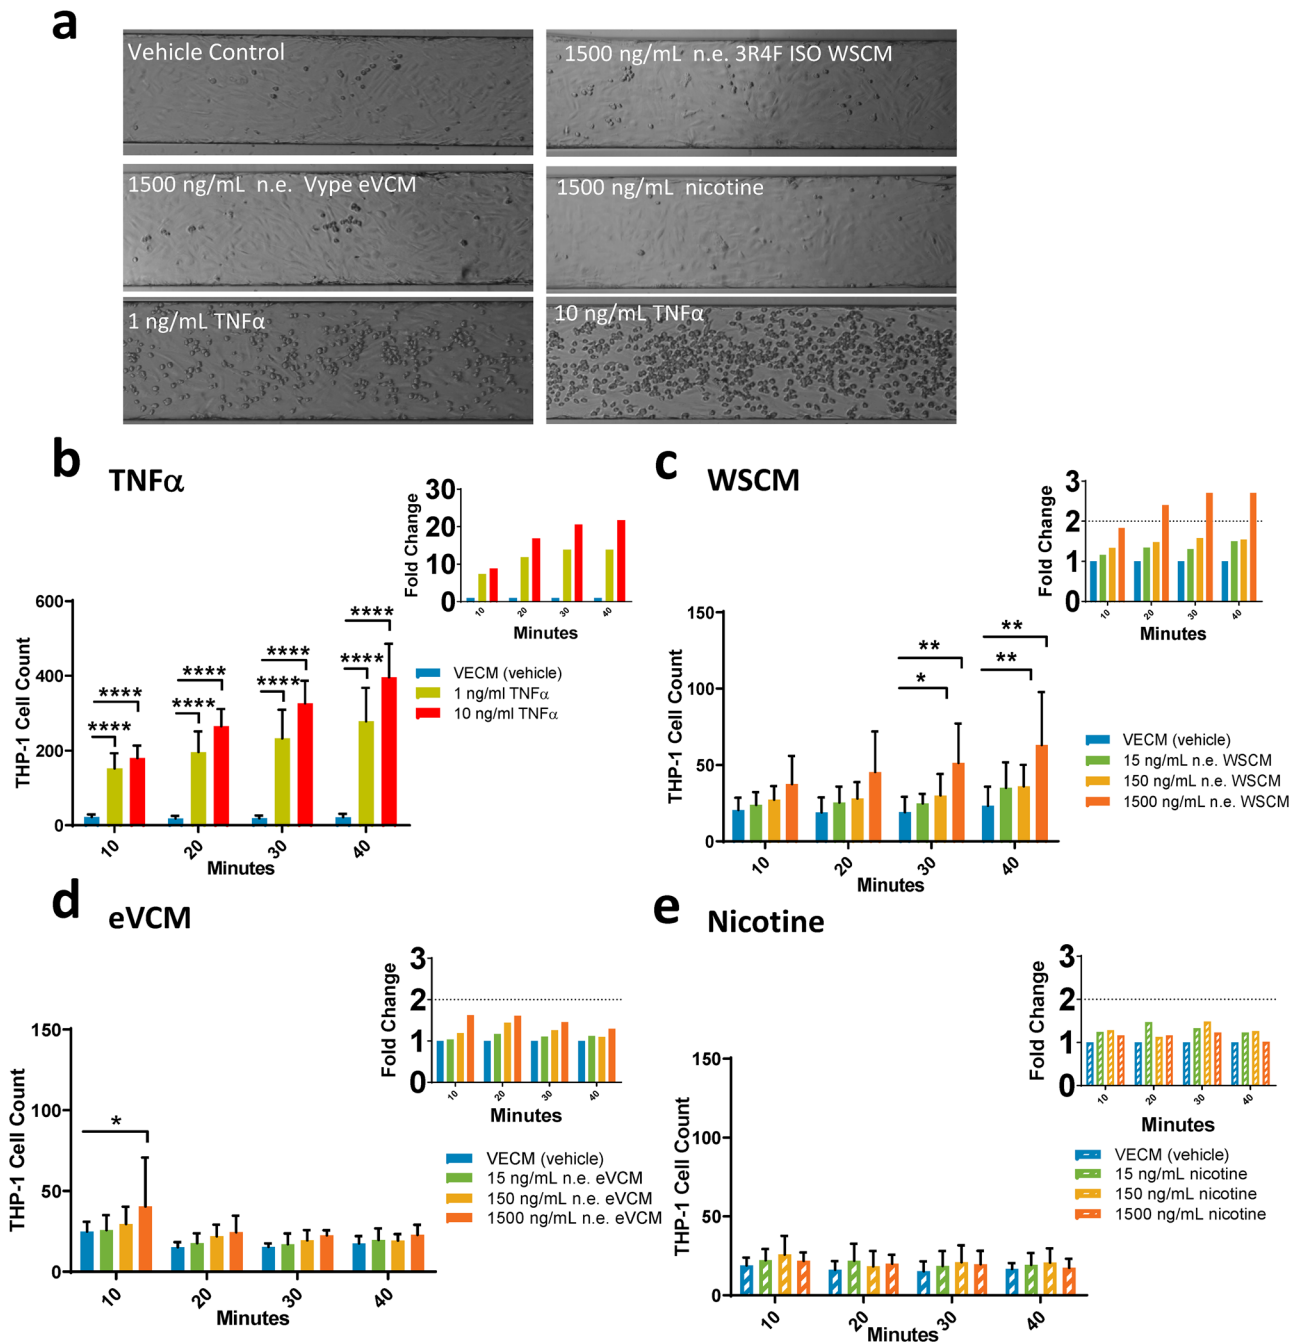 a
Vehicle Control
1500 ng/mL n.e. 3R4F ISO WSCM
1500 ng/mL n.e. Vype eVCM
1500 ng/mL nicotine
1 ng/mL TNFα
10 ng/mL TNFα
b
TNFα
30
20
10
0
Fold Change
10 20 30 40
Minutes
600
400
200
0
THP-1 Cell Count
**** **** **** **** **** **** **** ****
10 20 30 40
Minutes
VECM (vehicle)
1 ng/ml TNFα
10 ng/ml TNFα
c
WSCM
3
2
1
0
Fold Change
10 20 30 40
Minutes
150
100
50
0
THP-1 Cell Count
** * ** **
10 20 30 40
Minutes
VECM (vehicle)
15 ng/mL n.e. WSCM
150 ng/mL n.e. WSCM
1500 ng/mL n.e. WSCM
d
eVCM
3
2
1
0
Fold Change
10 20 30 40
Minutes
150
100
50
0
THP-1 Cell Count
*
10 20 30 40
Minutes
VECM (vehicle)
15 ng/mL n.e. eVCM
150 ng/mL n.e. eVCM
1500 ng/mL n.e. eVCM
e
Nicotine
3
2
1
0
Fold Change
10 20 30 40
Minutes
150
100
50
0
THP-1 Cell Count
10 20 30 40
Minutes
VECM (vehicle)
15 ng/mL nicotine
150 ng/mL nicotine
1500 ng/mL nicotine